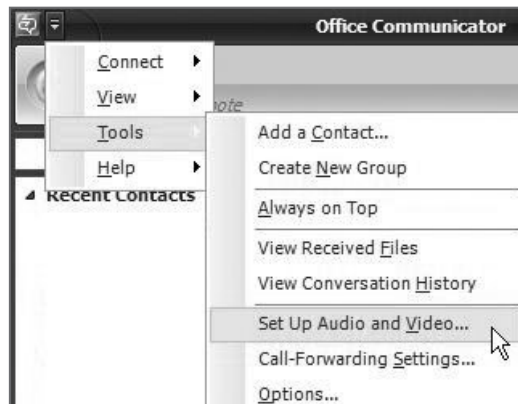 Office Communicator
Connect
View
note
Tools
Help
Recent Contacts
Add a Contact...
Create New Group
Always on Top
View Received Files
View Conversation History
Set Up Audio and Video...
Call-Forwarding Settings...
Options...